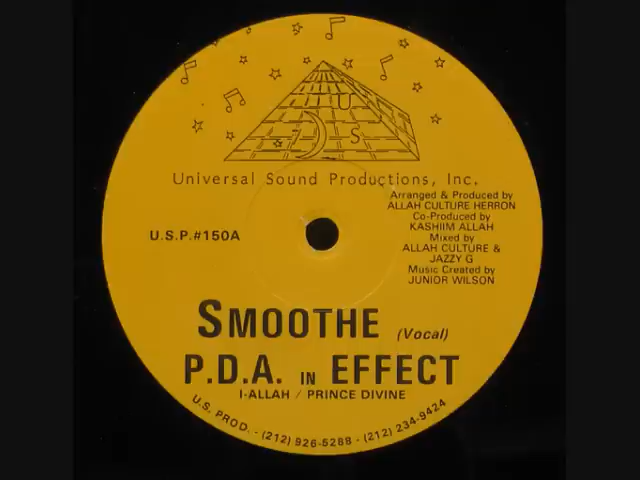 U
S
Universal Sound Productions, Inc.
Arranged & Produced by
ALLAH CULTURE HERRON
Co-Produced by
KASHIIM ALLAH
Mixed by
ALLAH CULTURE &
JAZZY G
Music Created by
JUNIOR WILSON
U.S.P.#150A
SMOOTHE (Vocal)
P.D.A. IN EFFECT
I-ALLAH / PRINCE DIVINE
U.S. PROD. - (212) 926-5288 - (212) 234-9424